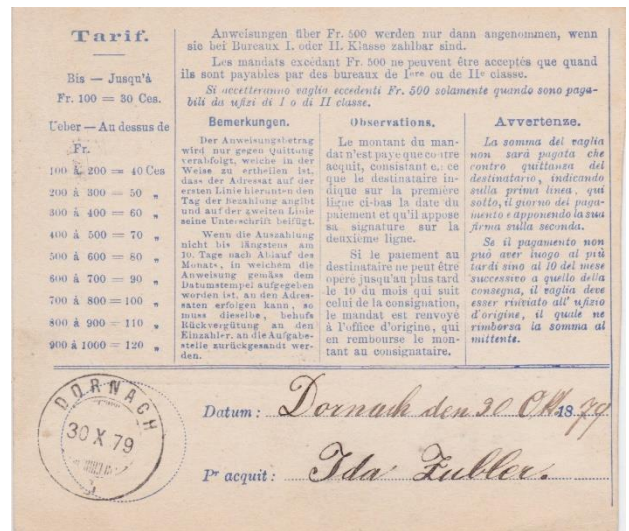 Tarif.
Bis — Jusqu'à
Fr. 100 = 30 Ces.
Ueber — Au dessus de
Fr.
100 à 200 = 40 Ces
200 à 300 = 50 „
300 à 400 = 60 „
400 à 500 = 70 „
500 à 600 = 80 „
600 à 700 = 90 „
700 à 800 = 100 „
800 à 900 = 110 „
900 à 1000 = 120 „
Anweisungen über Fr. 500 werden nur dann angenommen, wenn
sie bei Bureaux I. oder II. Klasse zahlbar sind.
Les mandats excédant Fr. 500 ne peuvent être acceptés que quand
ils sont payables par des bureaux de Iʳᵉ ou de IIᵉ classe.
Si accetteranno vaglia eccedenti Fr. 500 solamente quando sono paga-
bili da ufizi di I o di II classe.
Bemerkungen.
Der Anweisungsbetrag
wird nur gegen Quittung
verabfolgt, welche in der
Weise zu ertheilen ist,
dass der Adressat auf der
ersten Linie hierunten den
Tag der Bezahlung angibt
und auf der zweiten Linie
seine Unterschrift beifügt.
Wenn die Auszahlung
nicht bis längstens am
10. Tage nach Ablauf des
Monats, in welchem die
Anweisung gemäss dem
Datumstempel aufgegeben
worden ist, an den Adres-
saten erfolgen kann, so
muss dieselbe, behufs
Rückvergütung an den
Einzahler, an die Aufgabe-
stelle zurückgesandt wer-
den.
Observations.
Le montant du man-
dat n'est payé que contre
acquit, consistant en ce
que le destinataire in-
dique sur la première
ligne ci-bas la date du
paiement et qu'il appose
sa signature sur la
deuxième ligne.
Si le paiement au
destinataire ne peut être
opéré jusqu'au plus tard
le 10 du mois qui suit
celui de la consignation,
le mandat est renvoyé
à l'office d'origine, qui
en rembourse le mon-
tant au consignataire.
Avvertenze.
La somma del vaglia
non sarà pagata che
contro quittanza del
destinatario, indicando
sulla prima linea, qui
sotto, il giorno del paga-
mento e apponendo la sua
firma sulla seconda.
Se il pagamento non
può aver luogo al più
tardi sino al 10 del mese
successivo a quello della
consegna, il vaglia deve
esser rinviato all' ufizio
d'origine, il quale ne
rimborsa la somma al
mittente.
DORNACH
30 X 79
Datum: Dornach den 30 Okt 1879
Pʳ acquit: Ida Zubler.